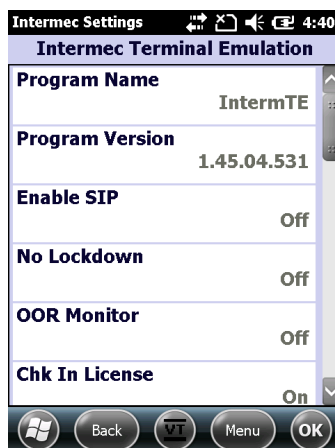 Intermec Settings 4:40
Intermec Terminal Emulation
Program Name
IntermTE
Program Version
1.45.04.531
Enable SIP
Off
No Lockdown
Off
OOR Monitor
Off
Chk In License
On
Back VT Menu OK